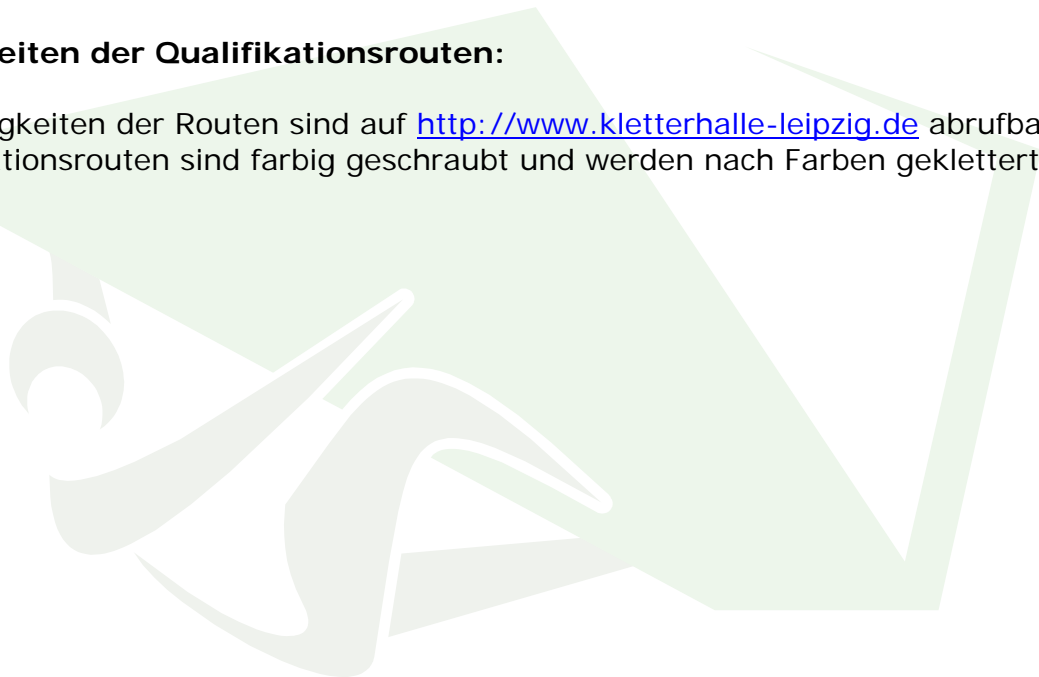 eiten der Qualifikationsrouten:
gkeiten der Routen sind auf http://www.kletterhalle-leipzig.de abrufba
tionsrouten sind farbig geschraubt und werden nach Farben geklettert